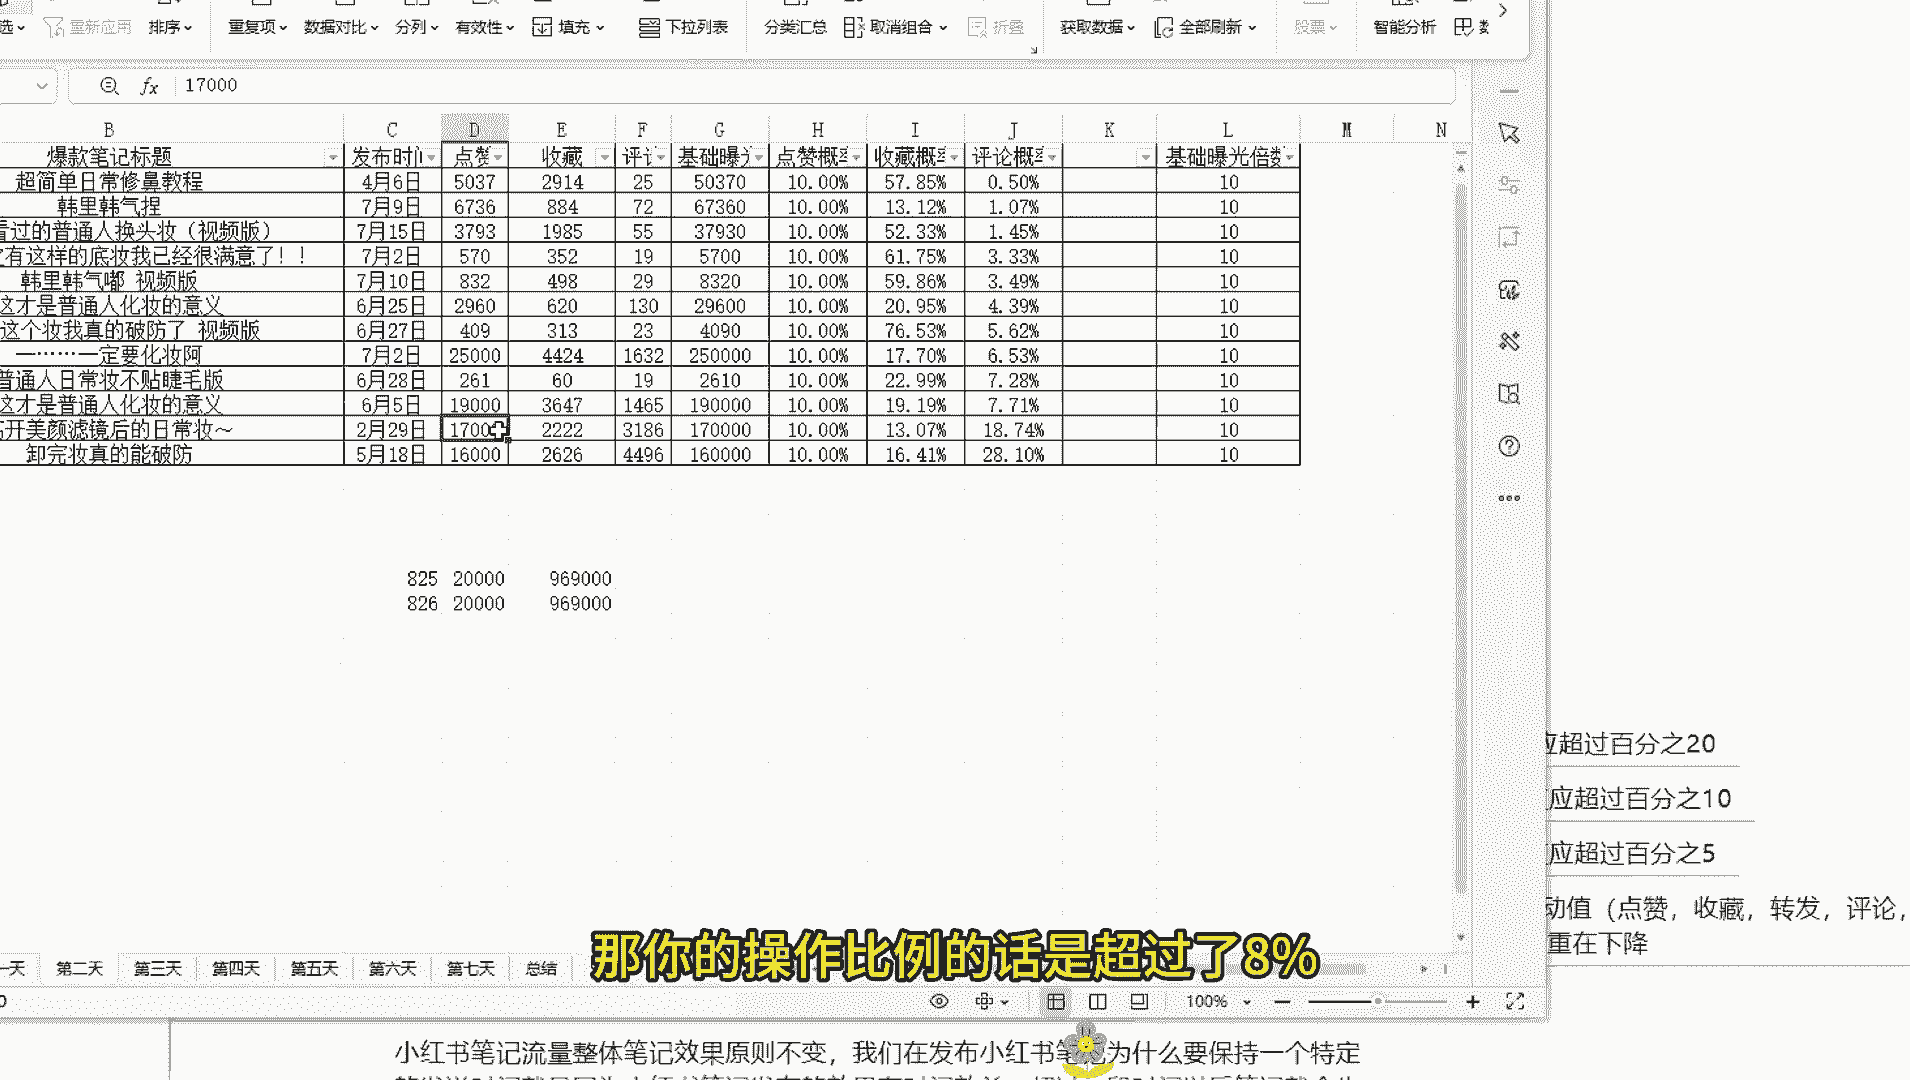 选 重新应用 排序 重复项 数据对比 分列 有效性 填充 下拉列表 分类汇总 取消组合 折叠 获取数据 全部刷新 股票 智能分析
fx 17000
B C D E F G H I J K L M N
爆款笔记标题 发布时 点赞 收藏 评论 基础曝光 点赞概率 收藏概率 评论概率 基础曝光倍数
超简单日常修鼻教程 4月6日 5037 2914 25 50370 10.00% 57.85% 0.50% 10
韩里韩气捏 7月9日 6736 884 72 67360 10.00% 13.12% 1.07% 10
看过的普通人换头妆（视频版） 7月15日 3793 1985 55 37930 10.00% 52.33% 1.45% 10
有这样的底妆我已经很满意了！！ 7月2日 570 352 19 5700 10.00% 61.75% 3.33% 10
韩里韩气嘟 视频版 7月10日 832 498 29 8320 10.00% 59.86% 3.49% 10
这才是普通人化妆的意义 6月25日 2960 620 130 29600 10.00% 20.95% 4.39% 10
这个妆我真的破防了 视频版 6月27日 409 313 23 4090 10.00% 76.53% 5.62% 10
一……一定要化妆阿 7月2日 25000 4424 1632 250000 10.00% 17.70% 6.53% 10
普通人日常妆不贴睫毛版 6月28日 261 60 19 2610 10.00% 22.99% 7.28% 10
这才是普通人化妆的意义 6月5日 19000 3647 1465 190000 10.00% 19.19% 7.71% 10
开美颜滤镜后的日常妆～ 2月29日 17000 2222 3186 170000 10.00% 13.07% 18.74% 10
卸完妆真的能破防 5月18日 16000 2626 4496 160000 10.00% 16.41% 28.10% 10
825 20000 969000
826 20000 969000
应超过百分之20
应超过百分之10
应超过百分之5
动值（点赞，收藏，转发，评论，
重在下降
那你的操作比例的话是超过了8%
一天 第二天 第三天 第四天 第五天 第六天 第七天 总结
100%
小红书笔记流量整体笔记效果原则不变，我们在发布小红书笔记为什么要保持一个特定